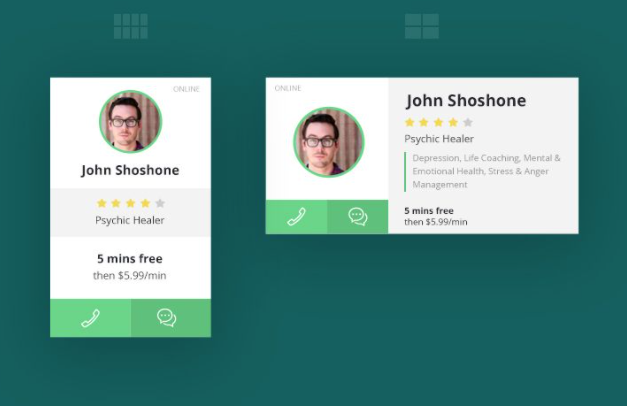 ONLINE
John Shoshone
Psychic Healer
5 mins free
then $5.99/min
ONLINE
John Shoshone
Psychic Healer
Depression, Life Coaching, Mental &
Emotional Health, Stress & Anger
Management
5 mins free
then $5.99/min